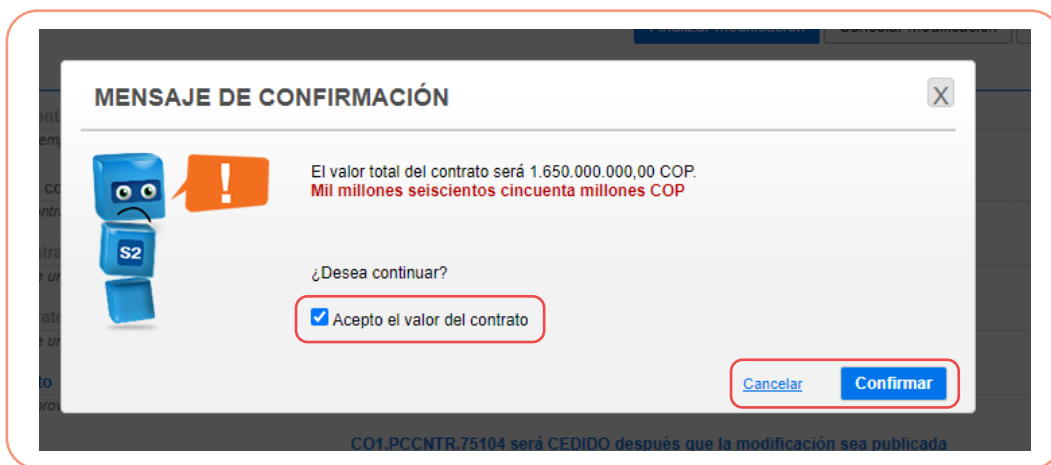 MENSAJE DE CONFIRMACIÓN
X
!
S2
El valor total del contrato será 1.650.000.000,00 COP.
Mil millones seiscientos cincuenta millones COP
¿Desea continuar?
Acepto el valor del contrato
Cancelar
Confirmar
CO1.PCCNTR.75104 será CEDIDO después que la modificación sea publicada